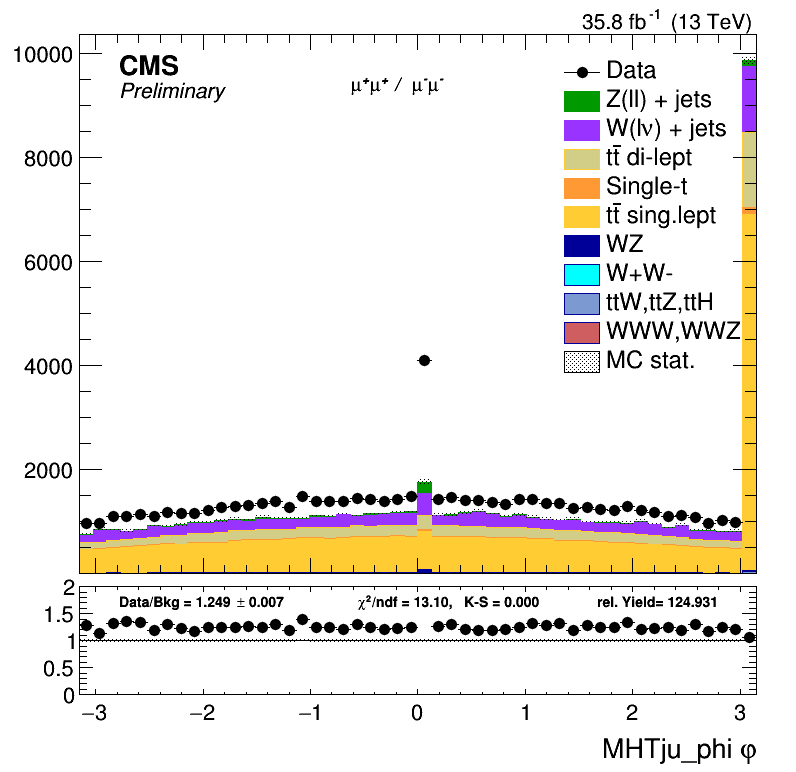 35.8 fb⁻¹ (13 TeV)
10000
8000
6000
4000
2000
CMS
Preliminary
μ⁺μ⁺ / μ⁻μ⁻
Data
Z(ll) + jets
W(lν) + jets
tt̄ di-lept
Single-t
tt̄ sing.lept
WZ
W+W-
ttW,ttZ,ttH
WWW,WWZ
MC stat.
2
1.5
1
0.5
0
Data/Bkg = 1.249 ± 0.007 χ²/ndf = 13.10, K-S = 0.000 rel. Yield= 124.931
−3 −2 −1 0 1 2 3
MHTju_phi φ